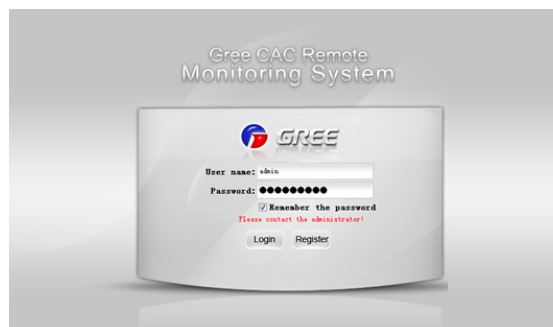 Gree CAC Remote
Monitoring System
GREE
User name: admin
Password: ●●●●●●●●●
Remember the password
Please contact the administrator!
Login Register